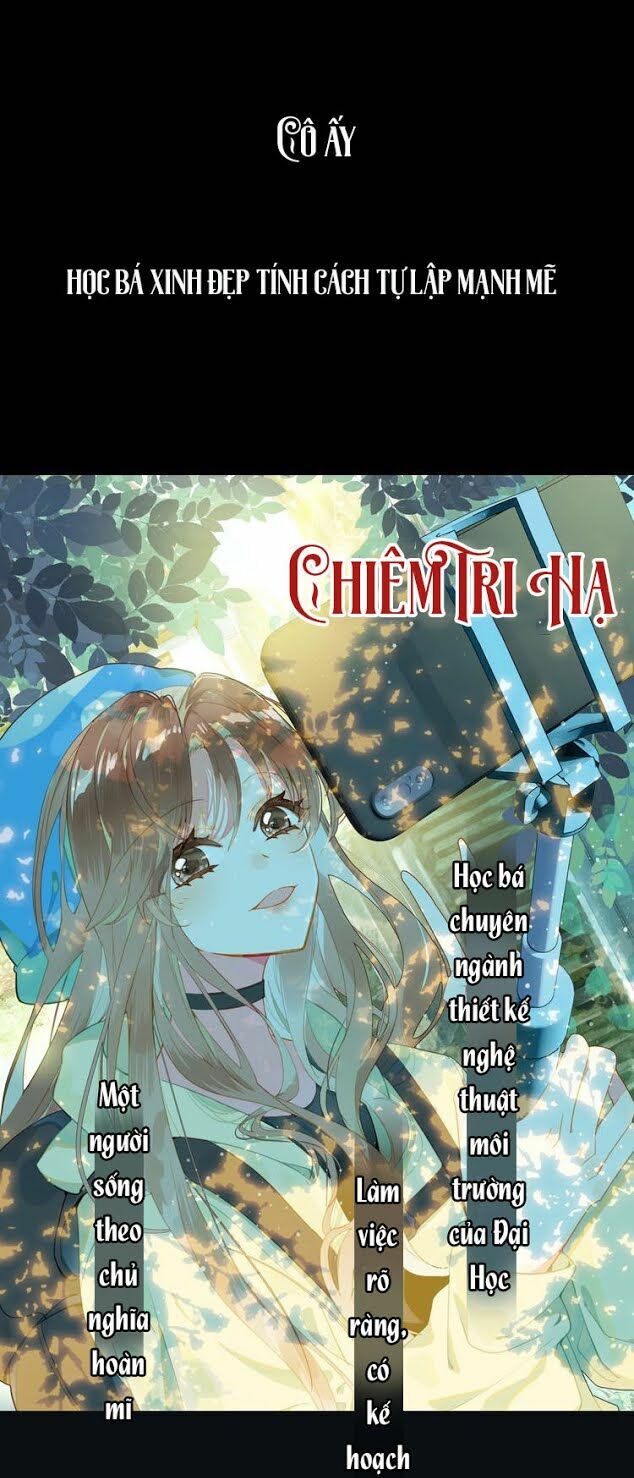 Cô ấy
HỌC BÁ XINH ĐẸP TÍNH CÁCH TỰ LẬP MẠNH MẼ
CHIÊM TRI HẠ
Học bá
chuyên
ngành
thiết kế
nghệ
thuật
môi
trường
của Đại
Học
Làm
việc
rõ
ràng,
có
kế
hoạch
Một
người
sống
theo
chủ
nghĩa
hoàn
mĩ